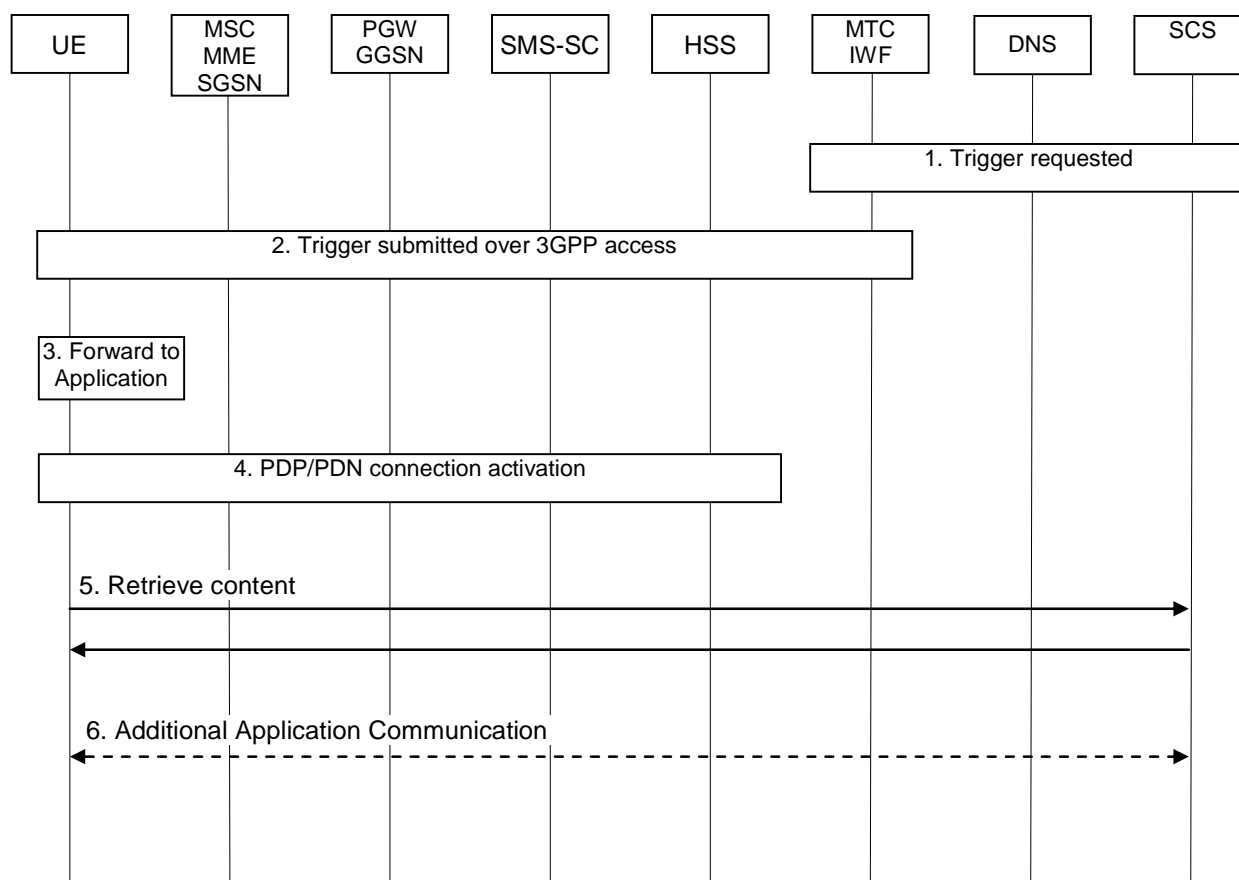 UE
MSC
MME
SGSN
PGW
GGSN
SMS-SC
HSS
MTC
IWF
DNS
SCS
1. Trigger requested
2. Trigger submitted over 3GPP access
3. Forward to
Application
4. PDP/PDN connection activation
5. Retrieve content
6. Additional Application Communication